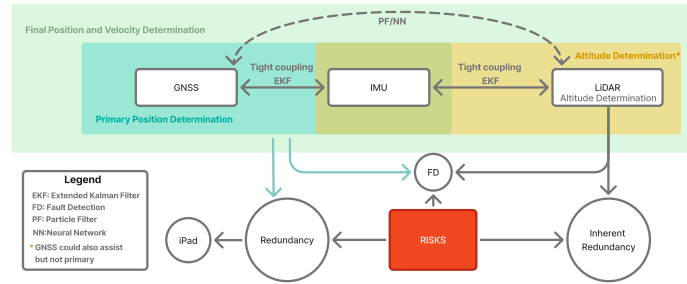 PF/NN
Final Position and Velocity Determination
Attitude Determination*
Tight coupling
EKF
Tight coupling
EKF
GNSS
IMU
LiDAR
Altitude Determination
Primary Position Determination
Legend
EKF: Extended Kalman Filter
FD: Fault Detection
PF: Particle Filter
NN:Neural Network
* GNSS could also assist
but not primary
FD
iPad
Redundancy
RISKS
Inherent
Redundancy